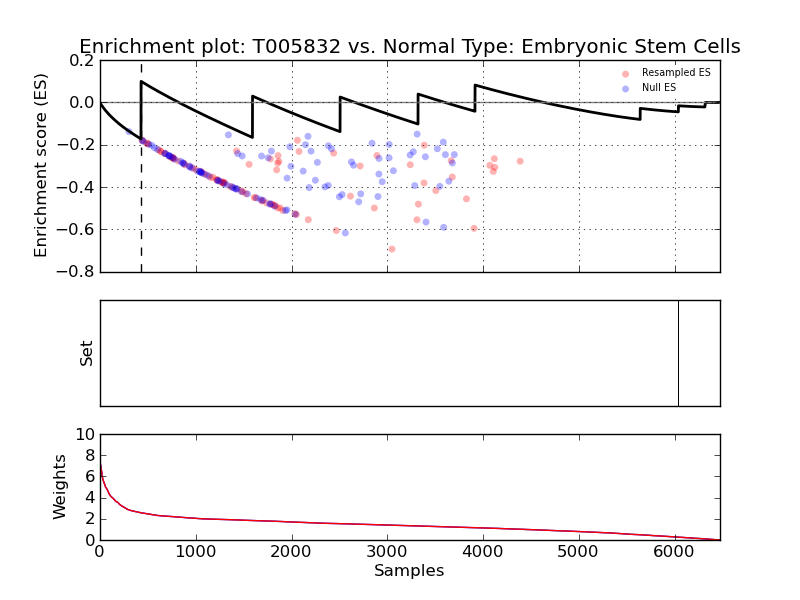 Enrichment plot: T005832 vs. Normal Type: Embryonic Stem Cells
Enrichment score (ES)
0.2
0.0
−0.2
−0.4
−0.6
−0.8
Resampled ES
Null ES
Set
Weights
10
8
6
4
2
0
0 1000 2000 3000 4000 5000 6000
Samples